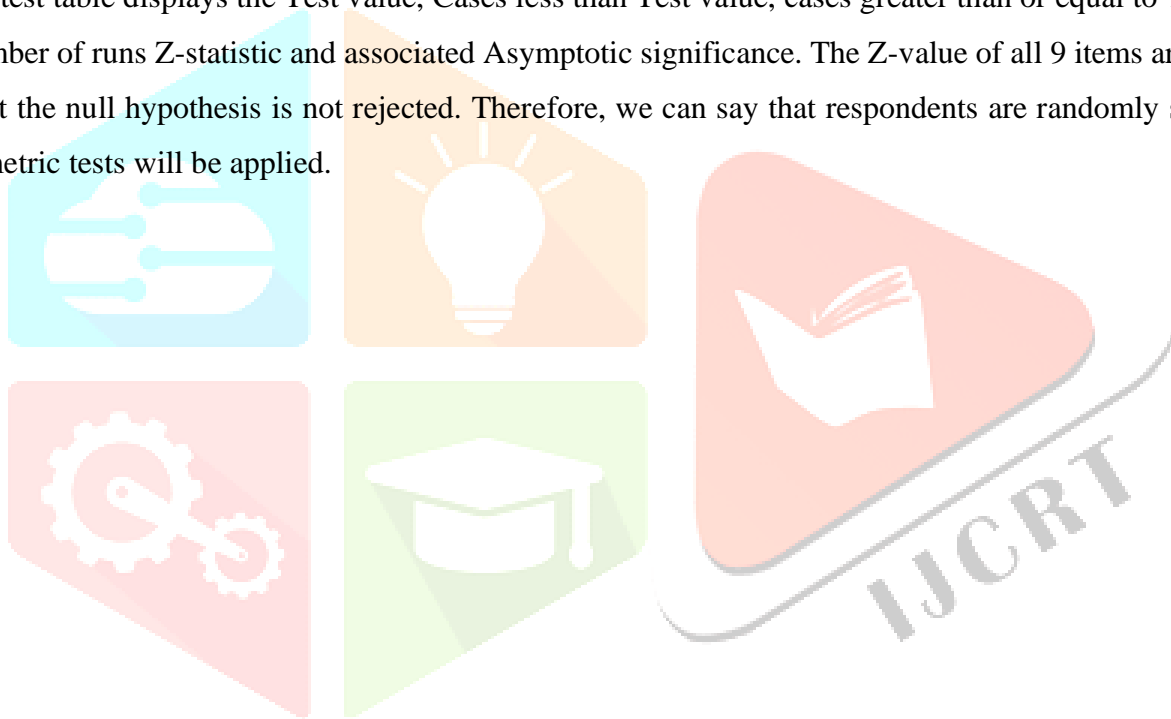 test table displays the Test value, Cases less than Test value, cases greater than or equal to
nber of runs Z-statistic and associated Asymptotic significance. The Z-value of all 9 items ar
t the null hypothesis is not rejected. Therefore, we can say that respondents are randomly s
netric tests will be applied.
IJCRT